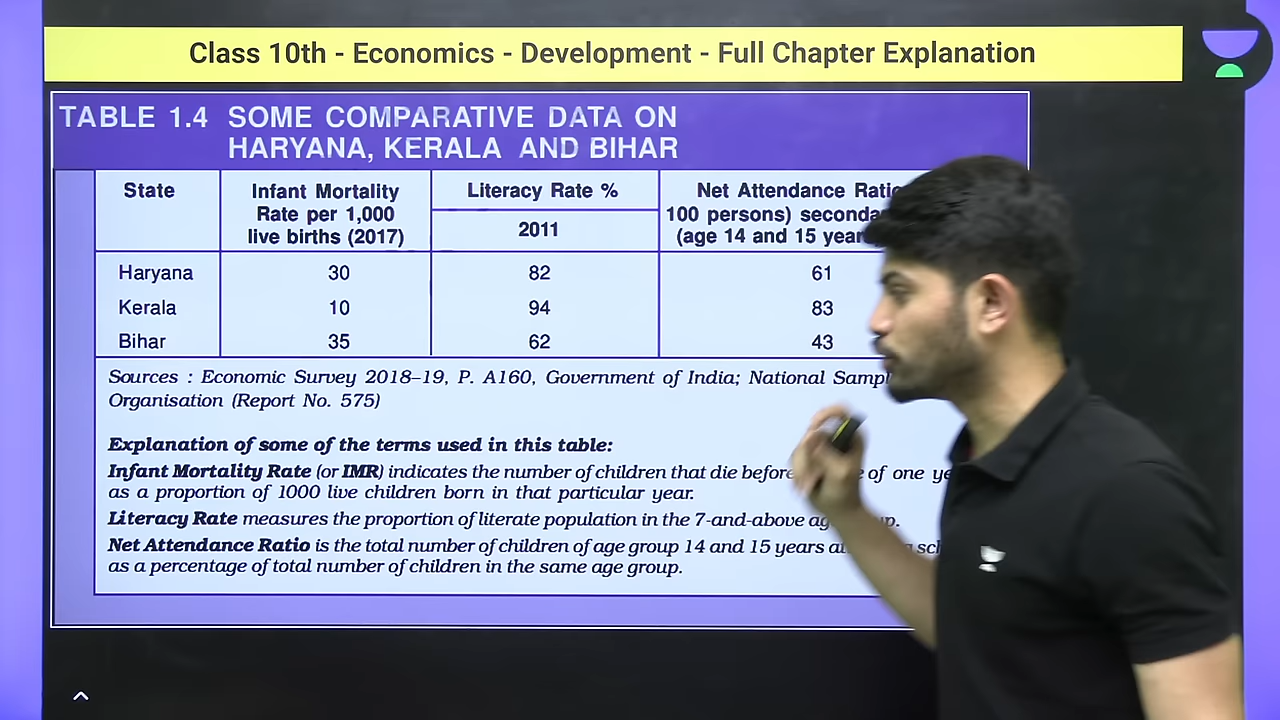 Class 10th - Economics - Development - Full Chapter Explanation
TABLE 1.4 SOME COMPARATIVE DATA ON
HARYANA, KERALA AND BIHAR
State
Infant Mortality
Rate per 1,000
live births (2017)
Literacy Rate %
2011
Net Attendance
100 persons)
(age 14 and 15
Haryana 30 82 61
Kerala 10 94 83
Bihar 35 62 43
Sources : Economic Survey 2018–19, P. A160, Government of India; National
Organisation (Report No. 575)
Explanation of some of the terms used in this table:
Infant Mortality Rate (or IMR) indicates the number of children that die before of one
as a proportion of 1000 live children born in that particular year.
Literacy Rate measures the proportion of literate population in the 7-and-above
Net Attendance Ratio is the total number of children of age group 14 and 15 years
as a percentage of total number of children in the same age group.